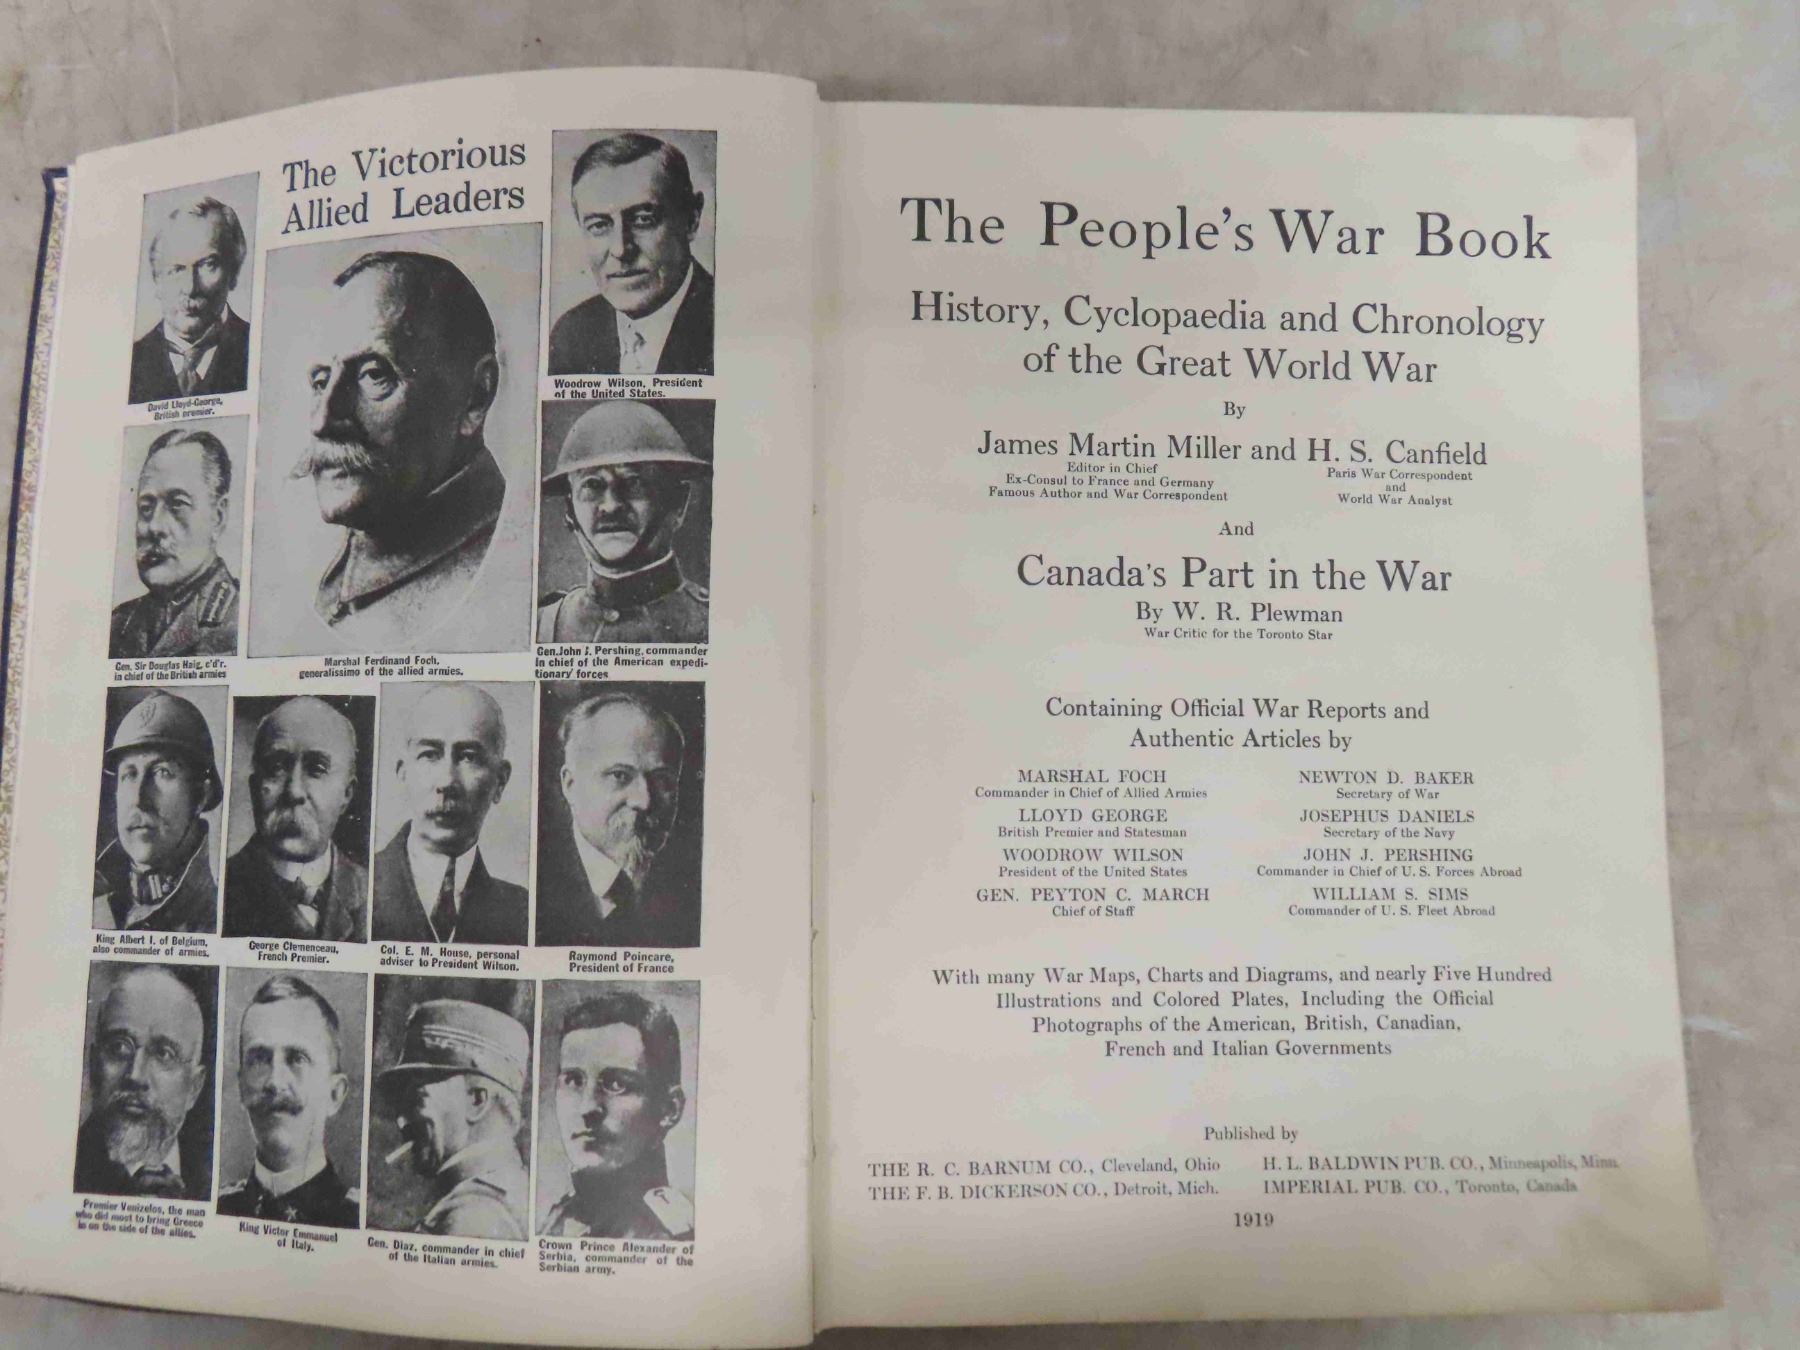 The Victorious
Allied Leaders
David Lloyd-George,
British premier.
Woodrow Wilson, President
of the United States.
Gen. Sir Douglas Haig, c'd'r.
in chief of the British armies
Marshal Ferdinand Foch,
generalissimo of the allied armies.
Gen.John J. Pershing, commander
in chief of the American expedi-
tionary forces
King Albert I. of Belgium,
also commander of armies.
George Clemenceau,
French Premier.
Col. E. M. House, personal
adviser to President Wilson.
Raymond Poincare,
President of France
Premier Venizelos, the man
who did most to bring Greece
in on the side of the allies.
King Victor Emmanuel
of Italy.
Gen. Diaz, commander in chief
of the Italian armies.
Crown Prince Alexander of
Serbia, commander of the
Serbian army.
The People's War Book
History, Cyclopaedia and Chronology
of the Great World War
By
James Martin Miller and H. S. Canfield
Editor in Chief
Ex-Consul to France and Germany
Famous Author and War Correspondent
Paris War Correspondent
and
World War Analyst
And
Canada's Part in the War
By W. R. Plewman
War Critic for the Toronto Star
Containing Official War Reports and
Authentic Articles by
MARSHAL FOCH
Commander in Chief of Allied Armies
LLOYD GEORGE
British Premier and Statesman
WOODROW WILSON
President of the United States
GEN. PEYTON C. MARCH
Chief of Staff
NEWTON D. BAKER
Secretary of War
JOSEPHUS DANIELS
Secretary of the Navy
JOHN J. PERSHING
Commander in Chief of U. S. Forces Abroad
WILLIAM S. SIMS
Commander of U. S. Fleet Abroad
With many War Maps, Charts and Diagrams, and nearly Five Hundred
Illustrations and Colored Plates, Including the Official
Photographs of the American, British, Canadian,
French and Italian Governments
Published by
THE R. C. BARNUM CO., Cleveland, Ohio
THE F. B. DICKERSON CO., Detroit, Mich.
H. L. BALDWIN PUB. CO., Minneapolis, Minn.
IMPERIAL PUB. CO., Toronto, Canada
1919